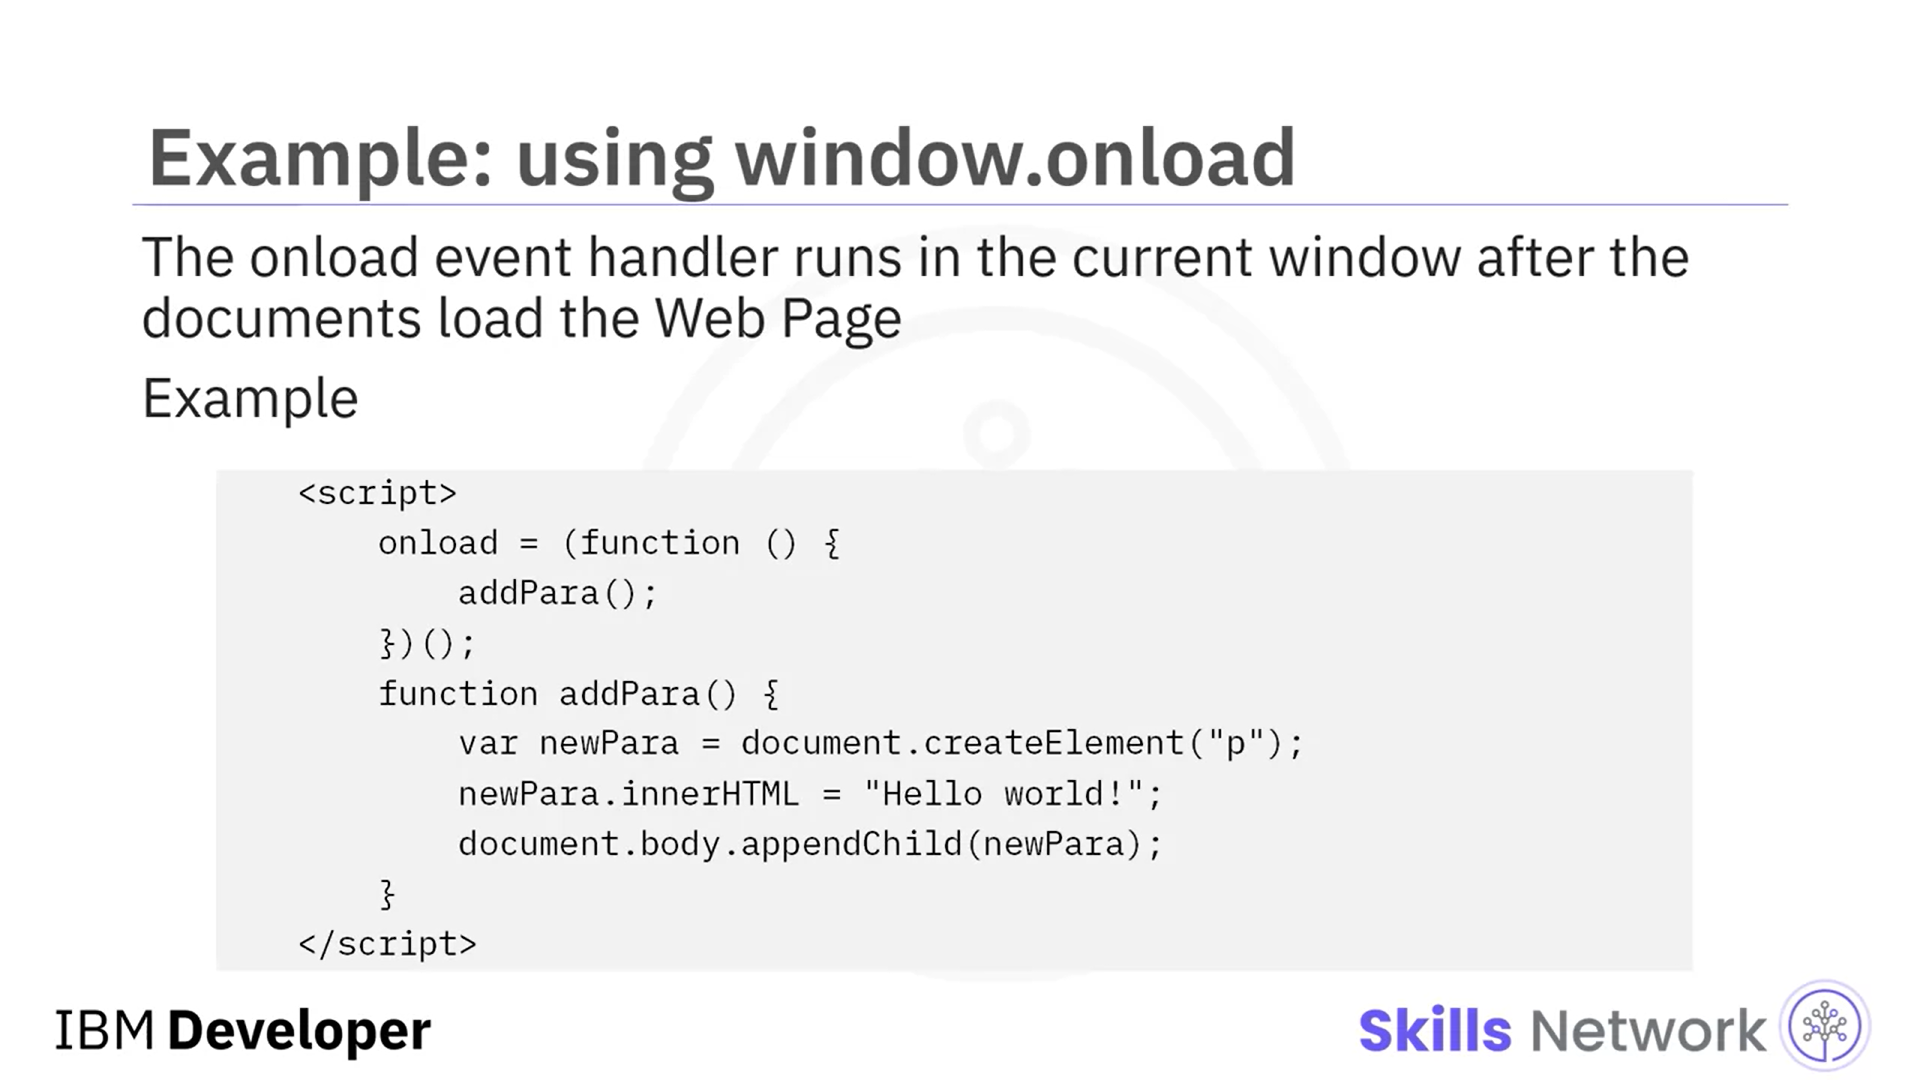 Example: using window.onload
The onload event handler runs in the current window after the
documents load the Web Page
Example
<script>
onload = (function () {
addPara();
})();
function addPara() {
var newPara = document.createElement("p");
newPara.innerHTML = "Hello world!";
document.body.appendChild(newPara);
}
</script>
IBM Developer
Skills Network